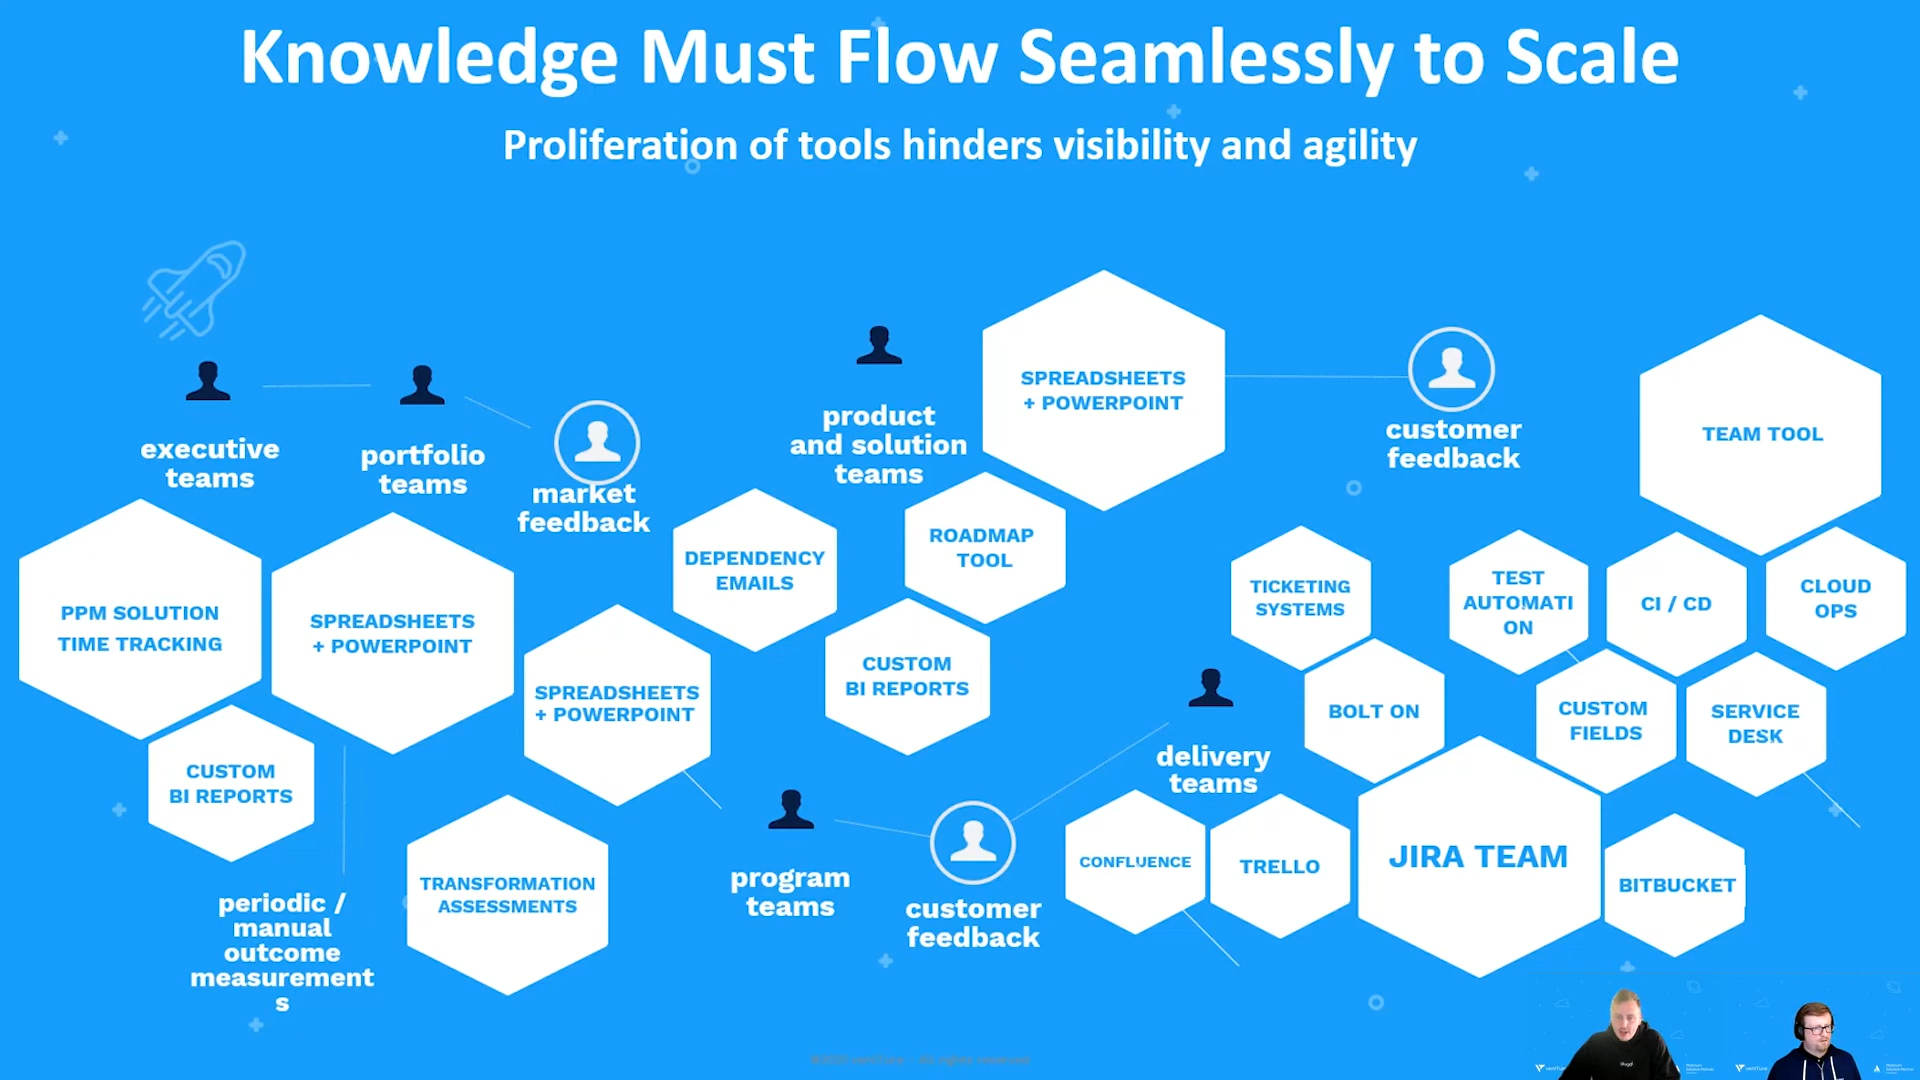 Knowledge Must Flow Seamlessly to Scale
Proliferation of tools hinders visibility and agility
executive
teams
portfolio
teams
market
feedback
product
and solution
teams
SPREADSHEETS
+ POWERPOINT
customer
feedback
TEAM TOOL
PPM SOLUTION
TIME TRACKING
SPREADSHEETS
+ POWERPOINT
SPREADSHEETS
+ POWERPOINT
DEPENDENCY
EMAILS
ROADMAP
TOOL
CUSTOM
BI REPORTS
TICKETING
SYSTEMS
TEST
AUTOMATI
ON
CI / CD
CLOUD
OPS
BOLT ON
CUSTOM
FIELDS
SERVICE
DESK
CUSTOM
BI REPORTS
periodic /
manual
outcome
measurement
s
TRANSFORMATION
ASSESSMENTS
program
teams
customer
feedback
delivery
teams
CONFLUENCE
TRELLO
JIRA TEAM
BITBUCKET